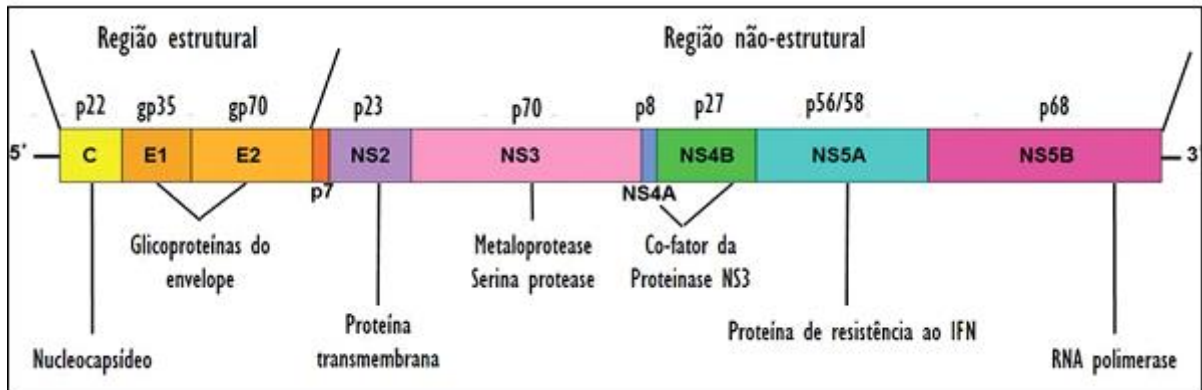 Região estrutural Região não-estrutural
p22 gp35 gp70 p23 p70 p8 p27 p56/58 p68
5' C E1 E2 NS2 NS3 NS4B NS5A NS5B 3'
p7 NS4A
Glicoproteínas do
envelope
Metaloprotease
Serina protease
Co-fator da
Proteinase NS3
Nucleocapsídeo
Proteína
transmembrana
Proteína de resistência ao IFN
RNA polimerase